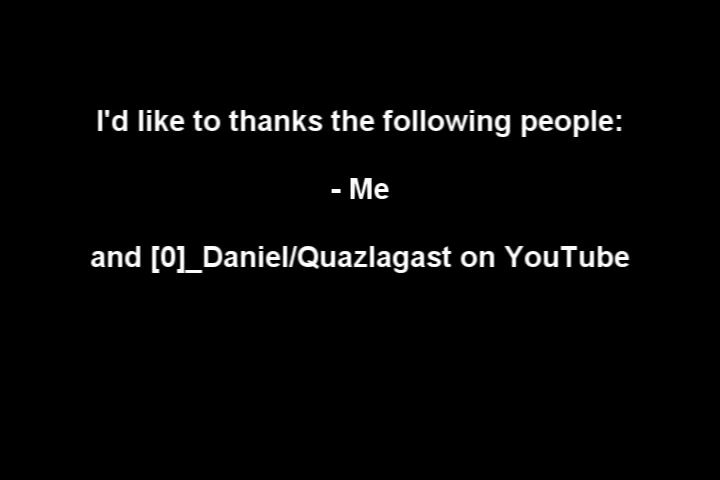 I'd like to thanks the following people:
- Me
and [0]_Daniel/Quazlagast on YouTube